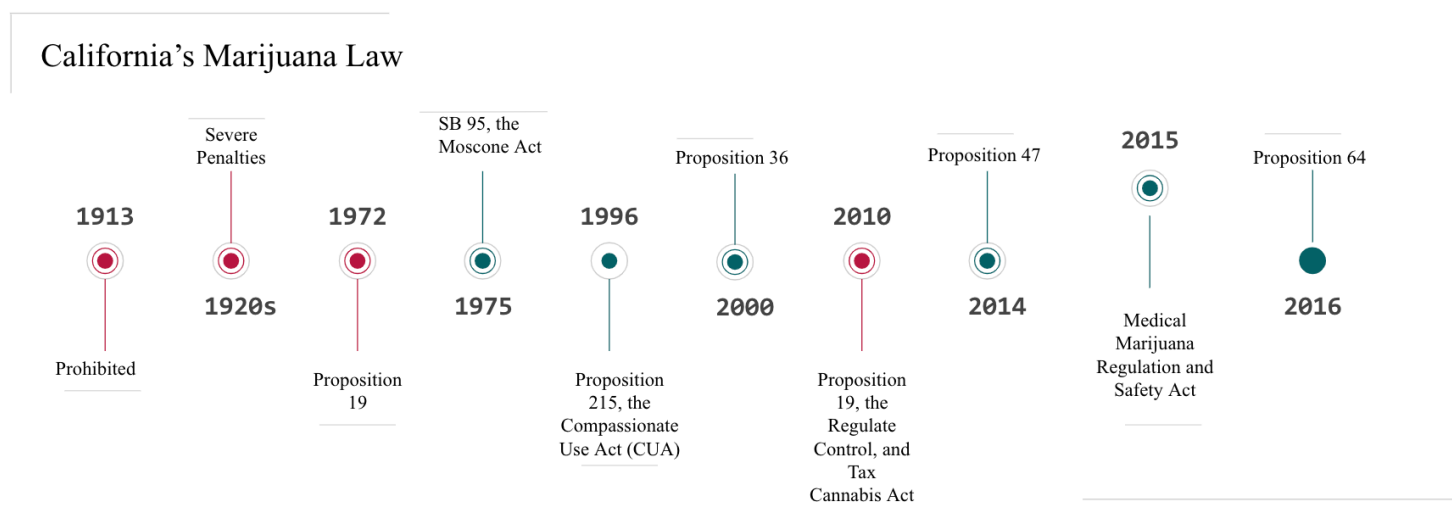 California’s Marijuana Law
1913
Prohibited
Severe
Penalties
1920s
1972
Proposition
19
SB 95, the
Moscone Act
1975
1996
Proposition
215, the
Compassionate
Use Act (CUA)
Proposition 36
2000
2010
Proposition
19, the
Regulate
Control, and
Tax
Cannabis Act
Proposition 47
2014
2015
Medical
Marijuana
Regulation and
Safety Act
Proposition 64
2016